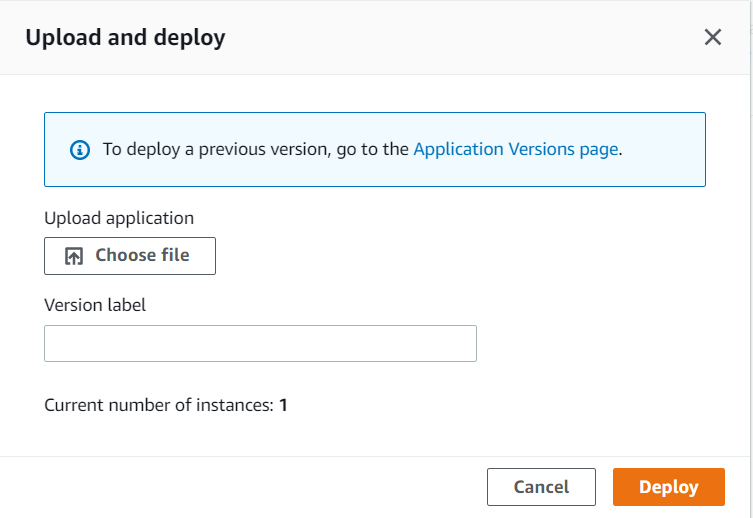 Upload and deploy
To deploy a previous version, go to the Application Versions page.
Upload application
Choose file
Version label
Current number of instances: 1
Cancel
Deploy